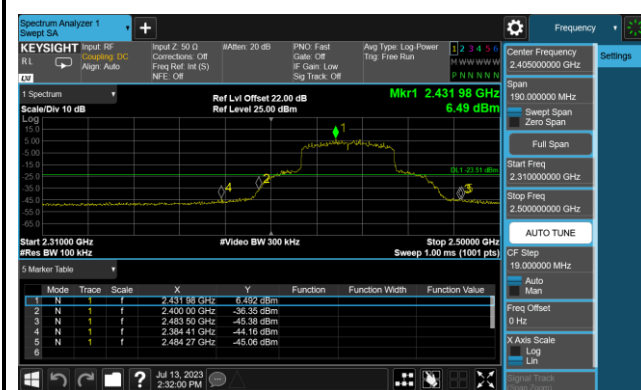 Spectrum Analyzer 1
Swept SA
+
Frequency
KEYSIGHT
RL
LXI
Input: RF
Coupling: DC
Align: Auto
Input Z: 50 Ω
Corrections: Off
Freq Ref: Int (S)
NFE: Off
#Atten: 20 dB
PNO: Fast
Gate: Off
IF Gain: Low
Sig Track: Off
Avg Type: Log-Power
Trig: Free Run
1 2 3 4 5 6
M W W W W W
P N N N N N
Center Frequency
2.405000000 GHz
Settings
Span
190.000000 MHz
Swept Span
Zero Span
Full Span
Start Freq
2.310000000 GHz
Stop Freq
2.500000000 GHz
AUTO TUNE
CF Step
19.000000 MHz
Auto
Man
Freq Offset
0 Hz
X Axis Scale
Log
Lin
Signal Track
(Span Zoom)
1 Spectrum
Scale/Div 10 dB
Ref Lvl Offset 22.00 dB
Ref Level 25.00 dBm
Mkr1 2.431 98 GHz
6.49 dBm
Log
15.0
5.00
-5.00
-15.0
-25.0
-35.0
-45.0
-55.0
-65.0
1
2
4
DL1 -23.51 dBm
Start 2.31000 GHz
#Res BW 100 kHz
#Video BW 300 kHz
Stop 2.50000 GHz
Sweep 1.00 ms (1001 pts)
5 Marker Table
Mode Trace Scale X Y Function Function Width Function Value
1 N 1 f 2.431 98 GHz 6.492 dBm
2 N 1 f 2.400 00 GHz -36.35 dBm
3 N 1 f 2.483 50 GHz -45.38 dBm
4 N 1 f 2.384 41 GHz -44.16 dBm
5 N 1 f 2.484 27 GHz -45.06 dBm
6
?
Jul 13, 2023
2:32:00 PM